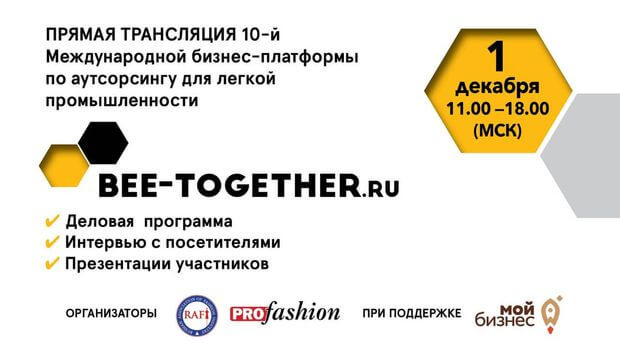 ПРЯМАЯ ТРАНСЛЯЦИЯ 10-й
Международной бизнес-платформы
по аутсорсингу для легкой
промышленности
1
декабря
11.00 –18.00
(МСК)
BEE-TOGETHER.RU
✔ Деловая программа
✔ Интервью с посетителями
✔ Презентации участников
ОРГАНИЗАТОРЫ
RAFI
PROfashion
ПРИ ПОДДЕРЖКЕ
МОЙ
бизнес